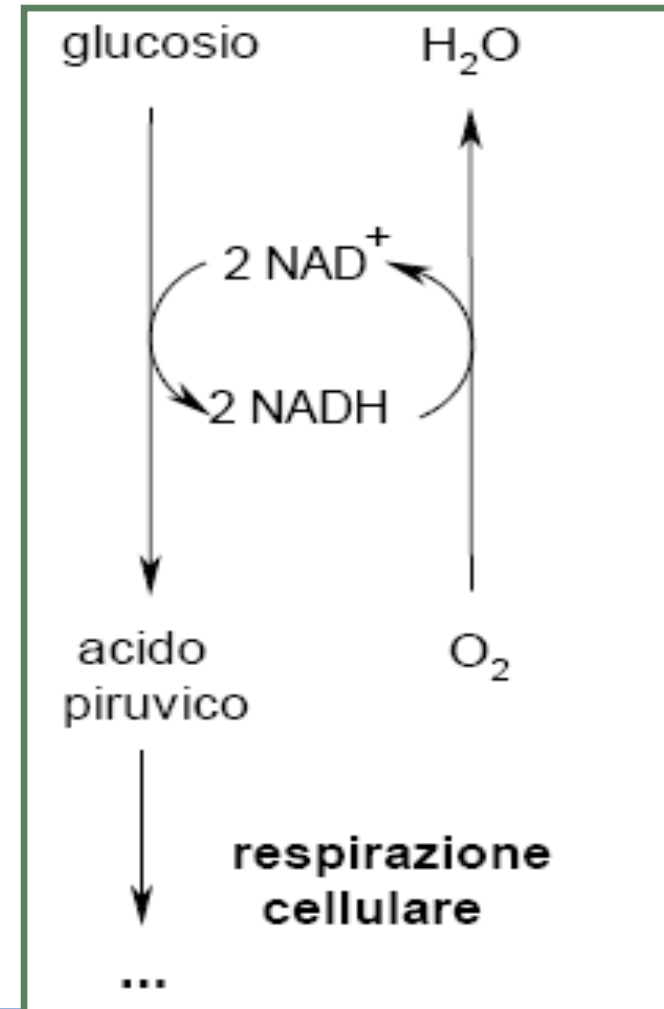 glucosio
H₂O
2 NAD⁺
2 NADH
acido
piruvico
O₂
respirazione
cellulare
...